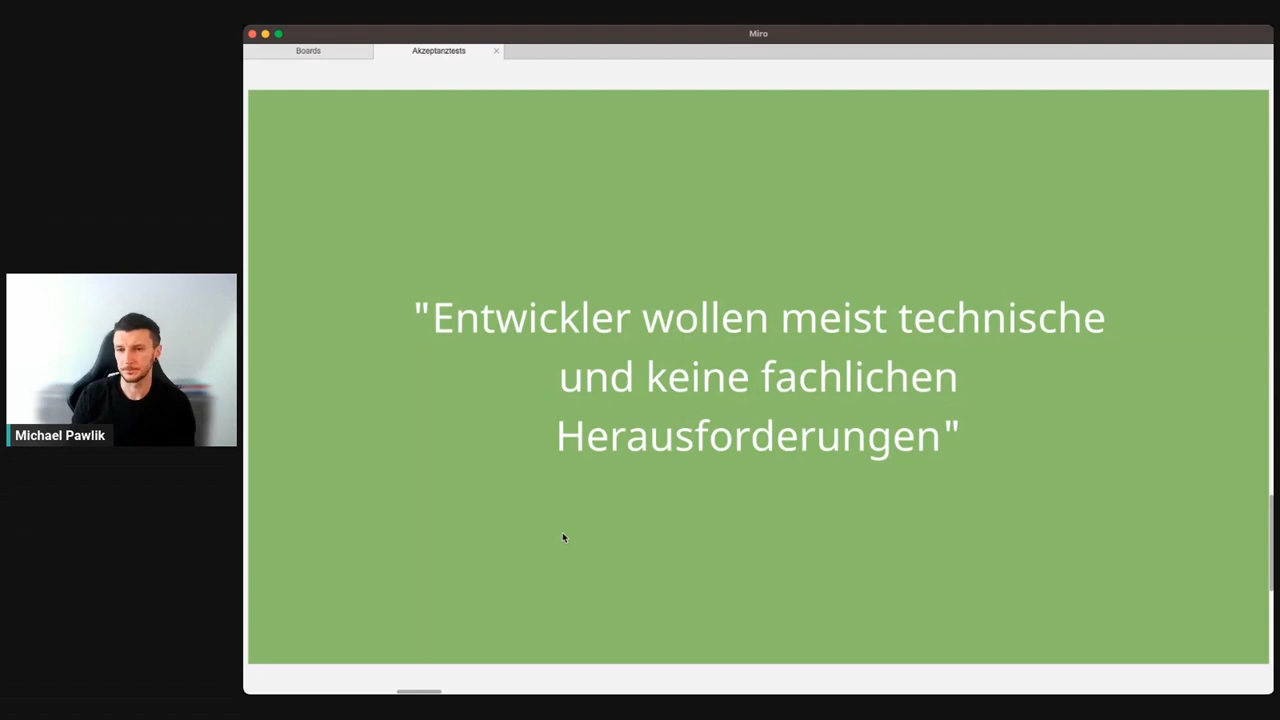 Miro
Boards
Akzeptanztests
"Entwickler wollen meist technische
und keine fachlichen
Herausforderungen"
Michael Pawlik